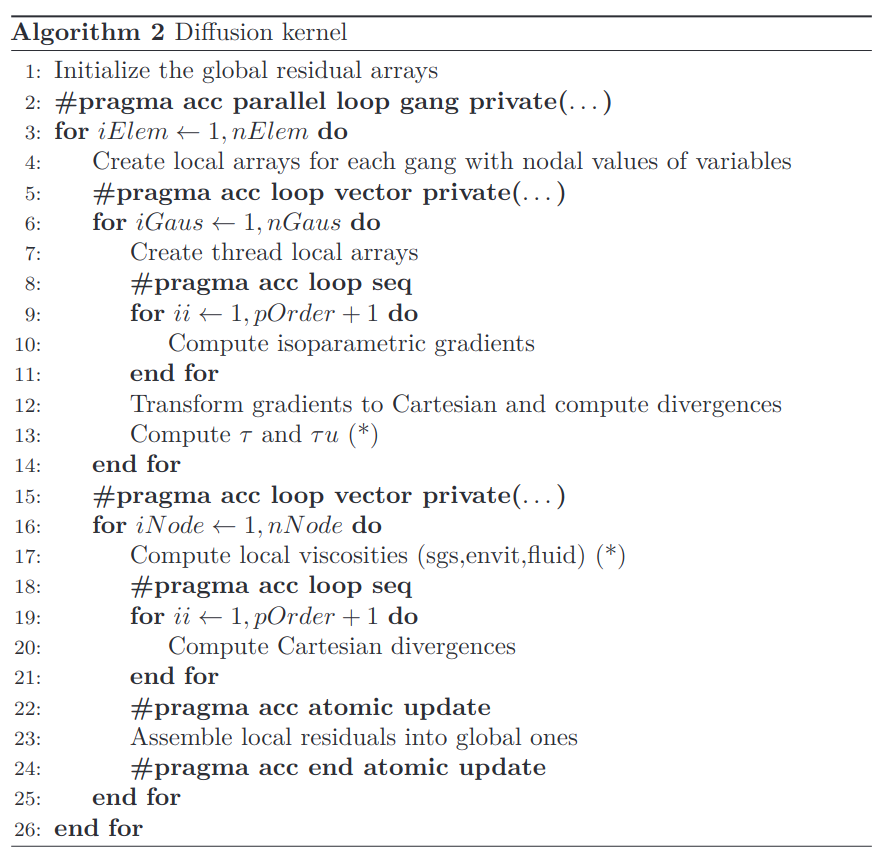 Algorithm 2 Diffusion kernel
1: Initialize the global residual arrays
2: #pragma acc parallel loop gang private(...)
3: for iElem ← 1, nElem do
4: Create local arrays for each gang with nodal values of variables
5: #pragma acc loop vector private(...)
6: for iGaus ← 1, nGaus do
7: Create thread local arrays
8: #pragma acc loop seq
9: for ii ← 1, pOrder + 1 do
10: Compute isoparametric gradients
11: end for
12: Transform gradients to Cartesian and compute divergences
13: Compute τ and τu (*)
14: end for
15: #pragma acc loop vector private(...)
16: for iNode ← 1, nNode do
17: Compute local viscosities (sgs,envit,fluid) (*)
18: #pragma acc loop seq
19: for ii ← 1, pOrder + 1 do
20: Compute Cartesian divergences
21: end for
22: #pragma acc atomic update
23: Assemble local residuals into global ones
24: #pragma acc end atomic update
25: end for
26: end for